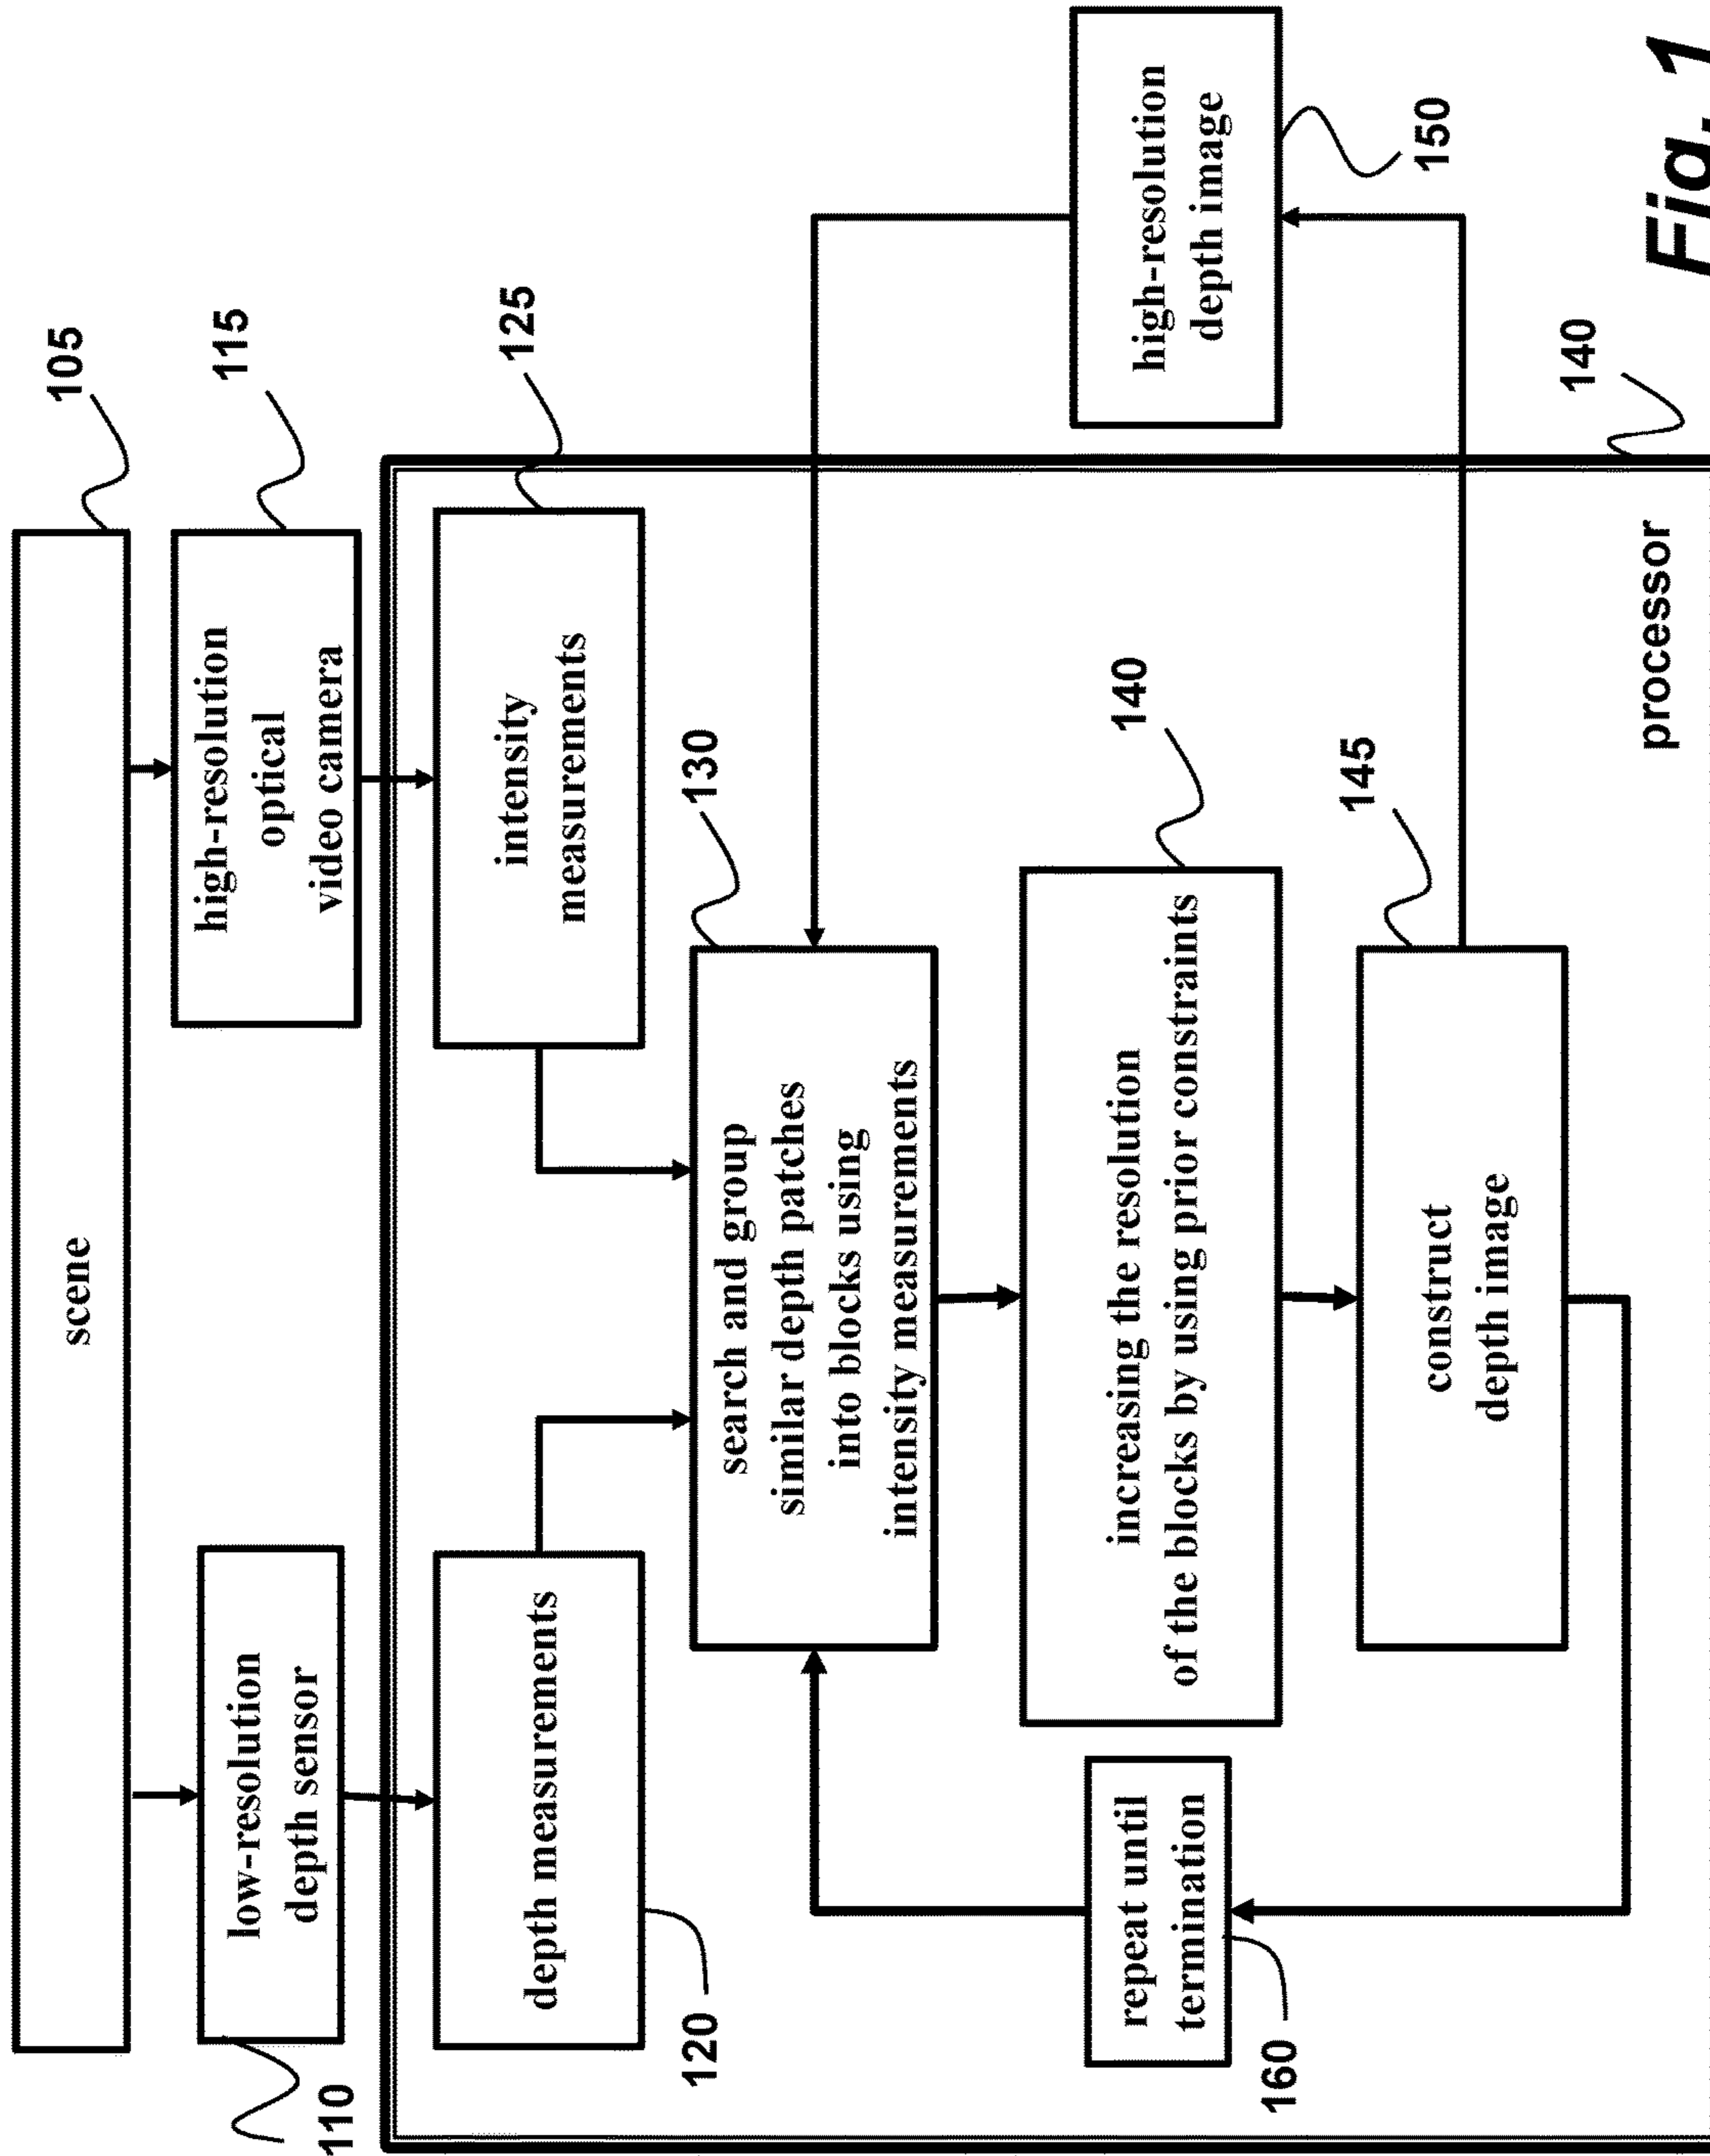 scene
105
low-resolution
depth sensor
110
high-resolution
optical
video camera
115
depth measurements
120
intensity
measurements
125
search and group
similar depth patches
into blocks using
intensity measurements
130
increasing the resolution
of the blocks by using prior constraints
140
repeat until
termination
160
high-resolution
depth image
150
construct
depth image
145
processor
140
Fig. 1